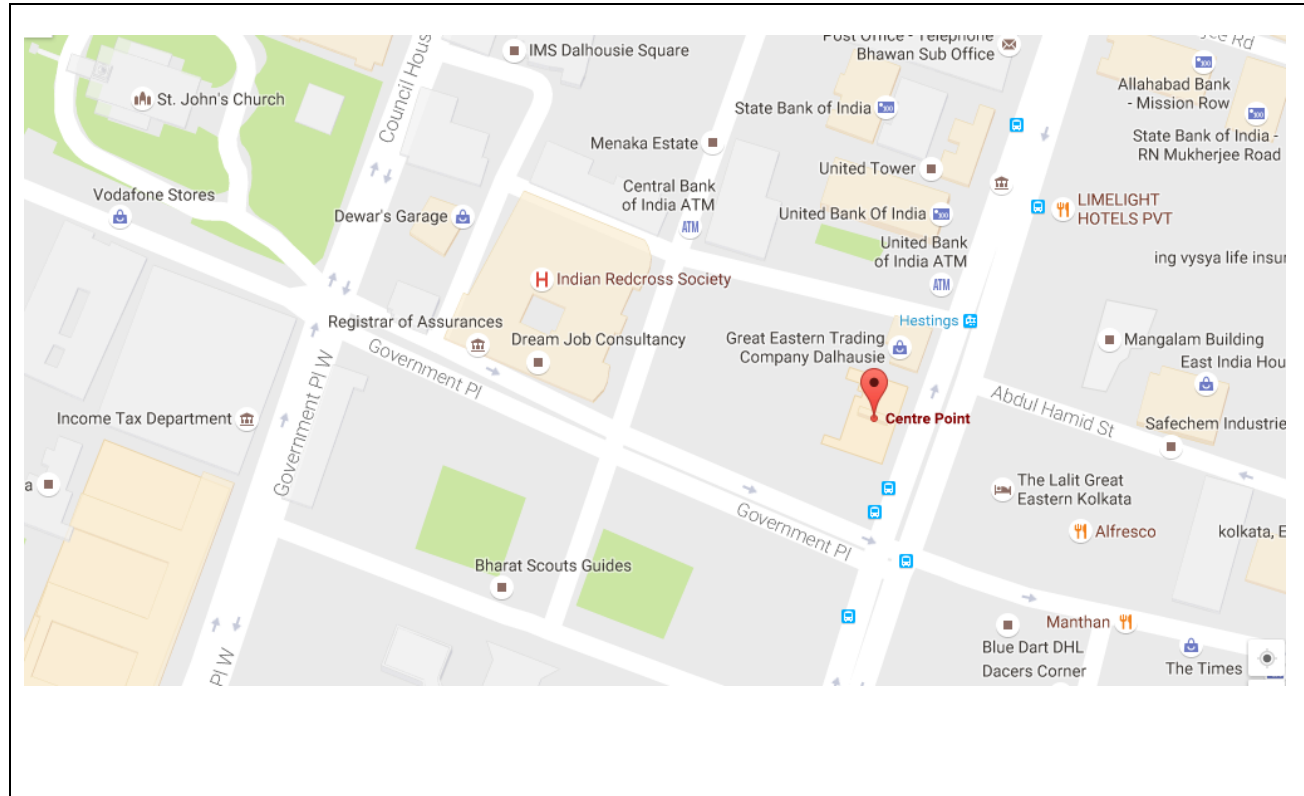 IMS Dalhousie Square
Post Office - Telephone
Bhawan Sub Office
ee Rd
Allahabad Bank
- Mission Row
State Bank of India
State Bank of India -
RN Mukherjee Road
St. John's Church
Council Hous
Menaka Estate
United Tower
Vodafone Stores
Central Bank
of India ATM
ATM
Dewar's Garage
United Bank Of India
LIMELIGHT
HOTELS PVT
United Bank
of India ATM
ATM
ing vysya life insur
H
Indian Redcross Society
Hestings
Registrar of Assurances
Dream Job Consultancy
Great Eastern Trading
Company Dalhausie
Mangalam Building
East India Hou
Government Pl
Government Pl W
Income Tax Department
Centre Point
Abdul Hamid St
Safechem Industrie
a
The Lalit Great
Eastern Kolkata
Government Pl
Alfresco
kolkata, E
Bharat Scouts Guides
Manthan
Blue Dart DHL
Dacers Corner
The Times
Pl W